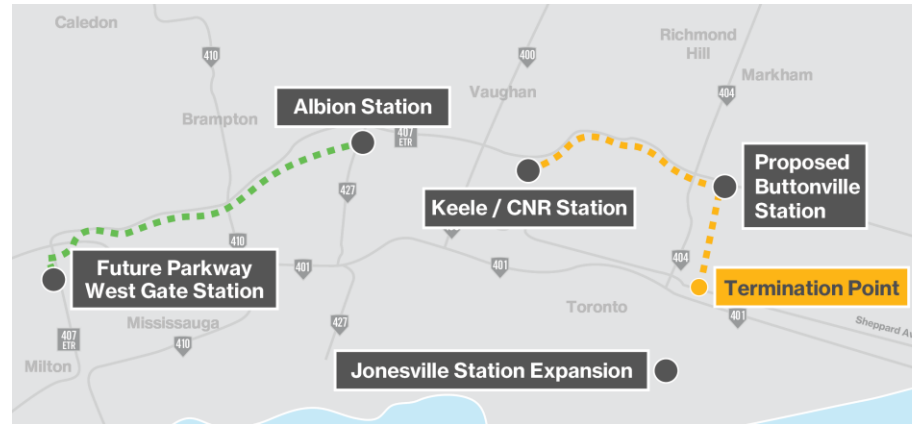 Caledon
410
400
Richmond
Hill
Vaughan
404
Markham
Albion Station
Brampton
407
ETR
427
Keele / CNR Station
Proposed
Buttonville
Station
410
401
401
404
Future Parkway
West Gate Station
Termination Point
Toronto
401
Mississauga
427
Sheppard Av
407
ETR
410
Milton
Jonesville Station Expansion